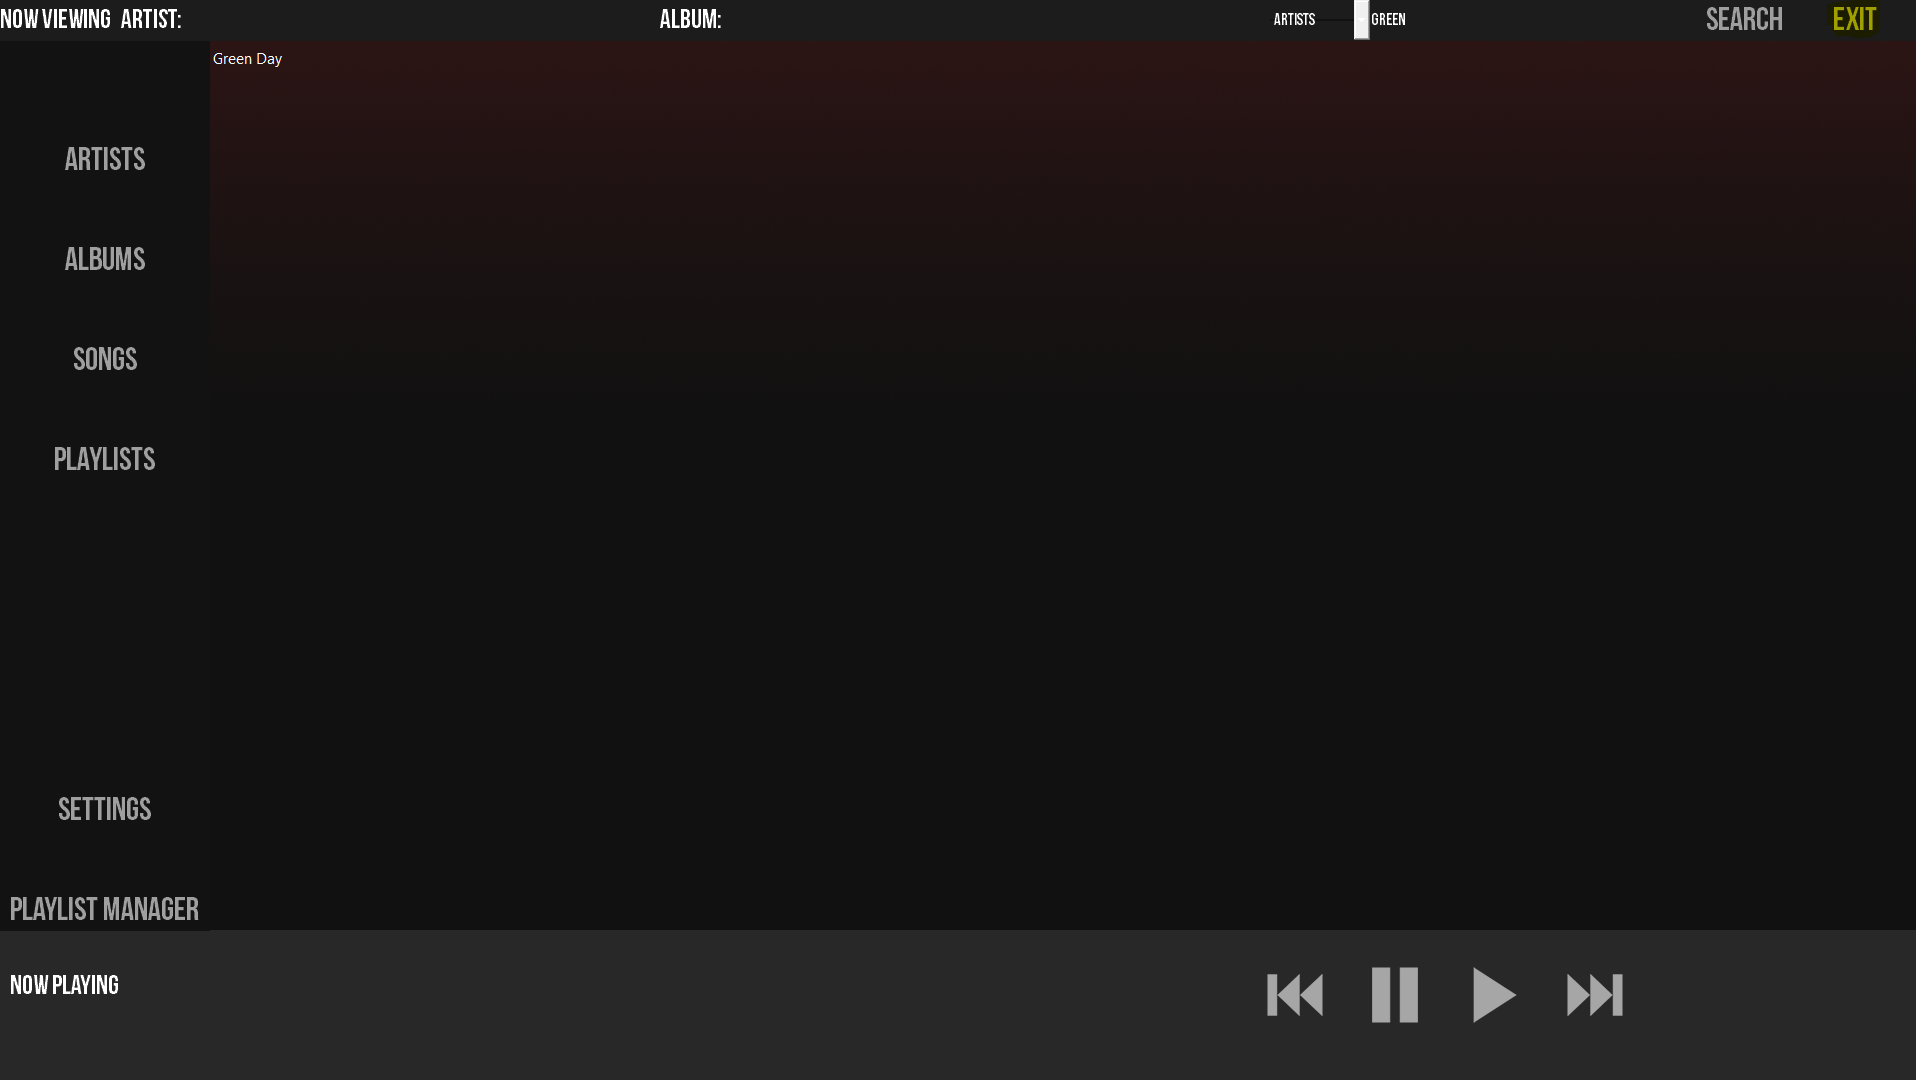 NOW VIEWING ARTIST: ALBUM: ARTISTS GREEN SEARCH EXIT
Green Day
ARTISTS
ALBUMS
SONGS
PLAYLISTS
SETTINGS
PLAYLIST MANAGER
NOW PLAYING